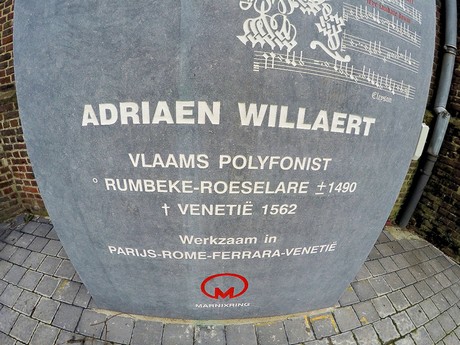 ADRIAEN WILLAERT
VLAAMS POLYFONIST
° RUMBEKE-ROESELARE ±1490
† VENETIË 1562
Werkzaam in
PARIJS-ROME-FERRARA-VENETIË
M
MARNIXRING